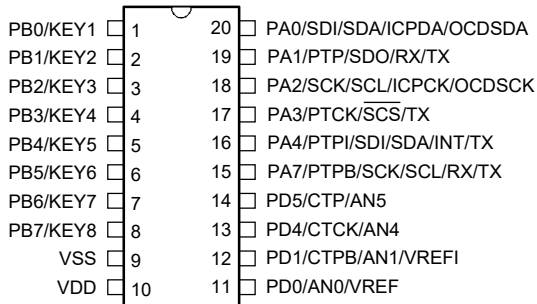 PB0/KEY1 1 20 PA0/SDI/SDA/ICPDA/OCDSDA
PB1/KEY2 2 19 PA1/PTP/SDO/RX/TX
PB2/KEY3 3 18 PA2/SCK/SCL/ICPCK/OCDSCK
PB3/KEY4 4 17 PA3/PTCK/SCS/TX
PB4/KEY5 5 16 PA4/PTPI/SDI/SDA/INT/TX
PB5/KEY6 6 15 PA7/PTPB/SCK/SCL/RX/TX
PB6/KEY7 7 14 PD5/CTP/AN5
PB7/KEY8 8 13 PD4/CTCK/AN4
VSS 9 12 PD1/CTPB/AN1/VREFI
VDD 10 11 PD0/AN0/VREF